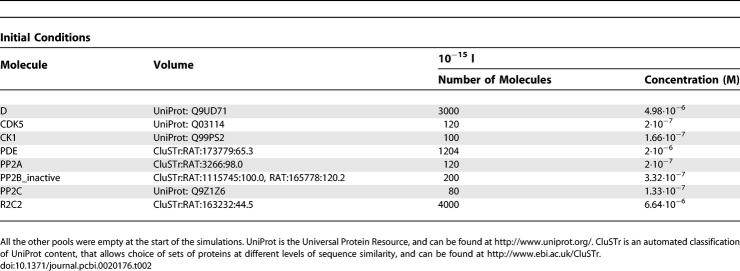 Initial Conditions
Molecule Volume 10⁻¹⁵ l
Number of Molecules Concentration (M)
D UniProt: Q9UD71 3000 4.98·10⁻⁶
CDK5 UniProt: Q03114 120 2·10⁻⁷
CK1 UniProt: Q99PS2 100 1.66·10⁻⁷
PDE CluSTr:RAT:173779:65.3 1204 2·10⁻⁶
PP2A CluSTr:RAT:3266:98.0 120 2·10⁻⁷
PP2B_inactive CluSTr:RAT:1115745:100.0, RAT:165778:120.2 200 3.32·10⁻⁷
PP2C UniProt: Q9Z1Z6 80 1.33·10⁻⁷
R2C2 CluSTr:RAT:163232:44.5 4000 6.64·10⁻⁶
All the other pools were empty at the start of the simulations. UniProt is the Universal Protein Resource, and can be found at http://www.uniprot.org/. CluSTr is an automated classification
of UniProt content, that allows choice of sets of proteins at different levels of sequence similarity, and can be found at http://www.ebi.ac.uk/CluSTr.
doi:10.1371/journal.pcbi.0020176.t002